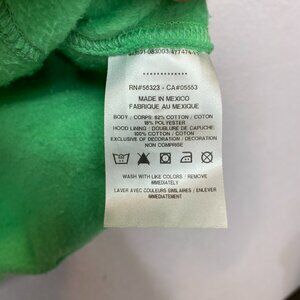 RN#56323 - CA#05553
MADE IN MEXICO
FABRIQUE AU MEXIQUE
BODY / CORPS: 82% COTTON / COTON
18% POLYESTER
HOOD LINING / DOUBLURE DE CAPUCHE:
100% COTTON / COTON
EXCLUSIVE OF DECORATION / DECORATION
NON COMPRISE
WASH WITH LIKE COLORS / REMOVE
IMMEDIATELY
LAVER AVEC COULEURS SIMILAIRES / ENLEVER
IMMEDIATEMENT